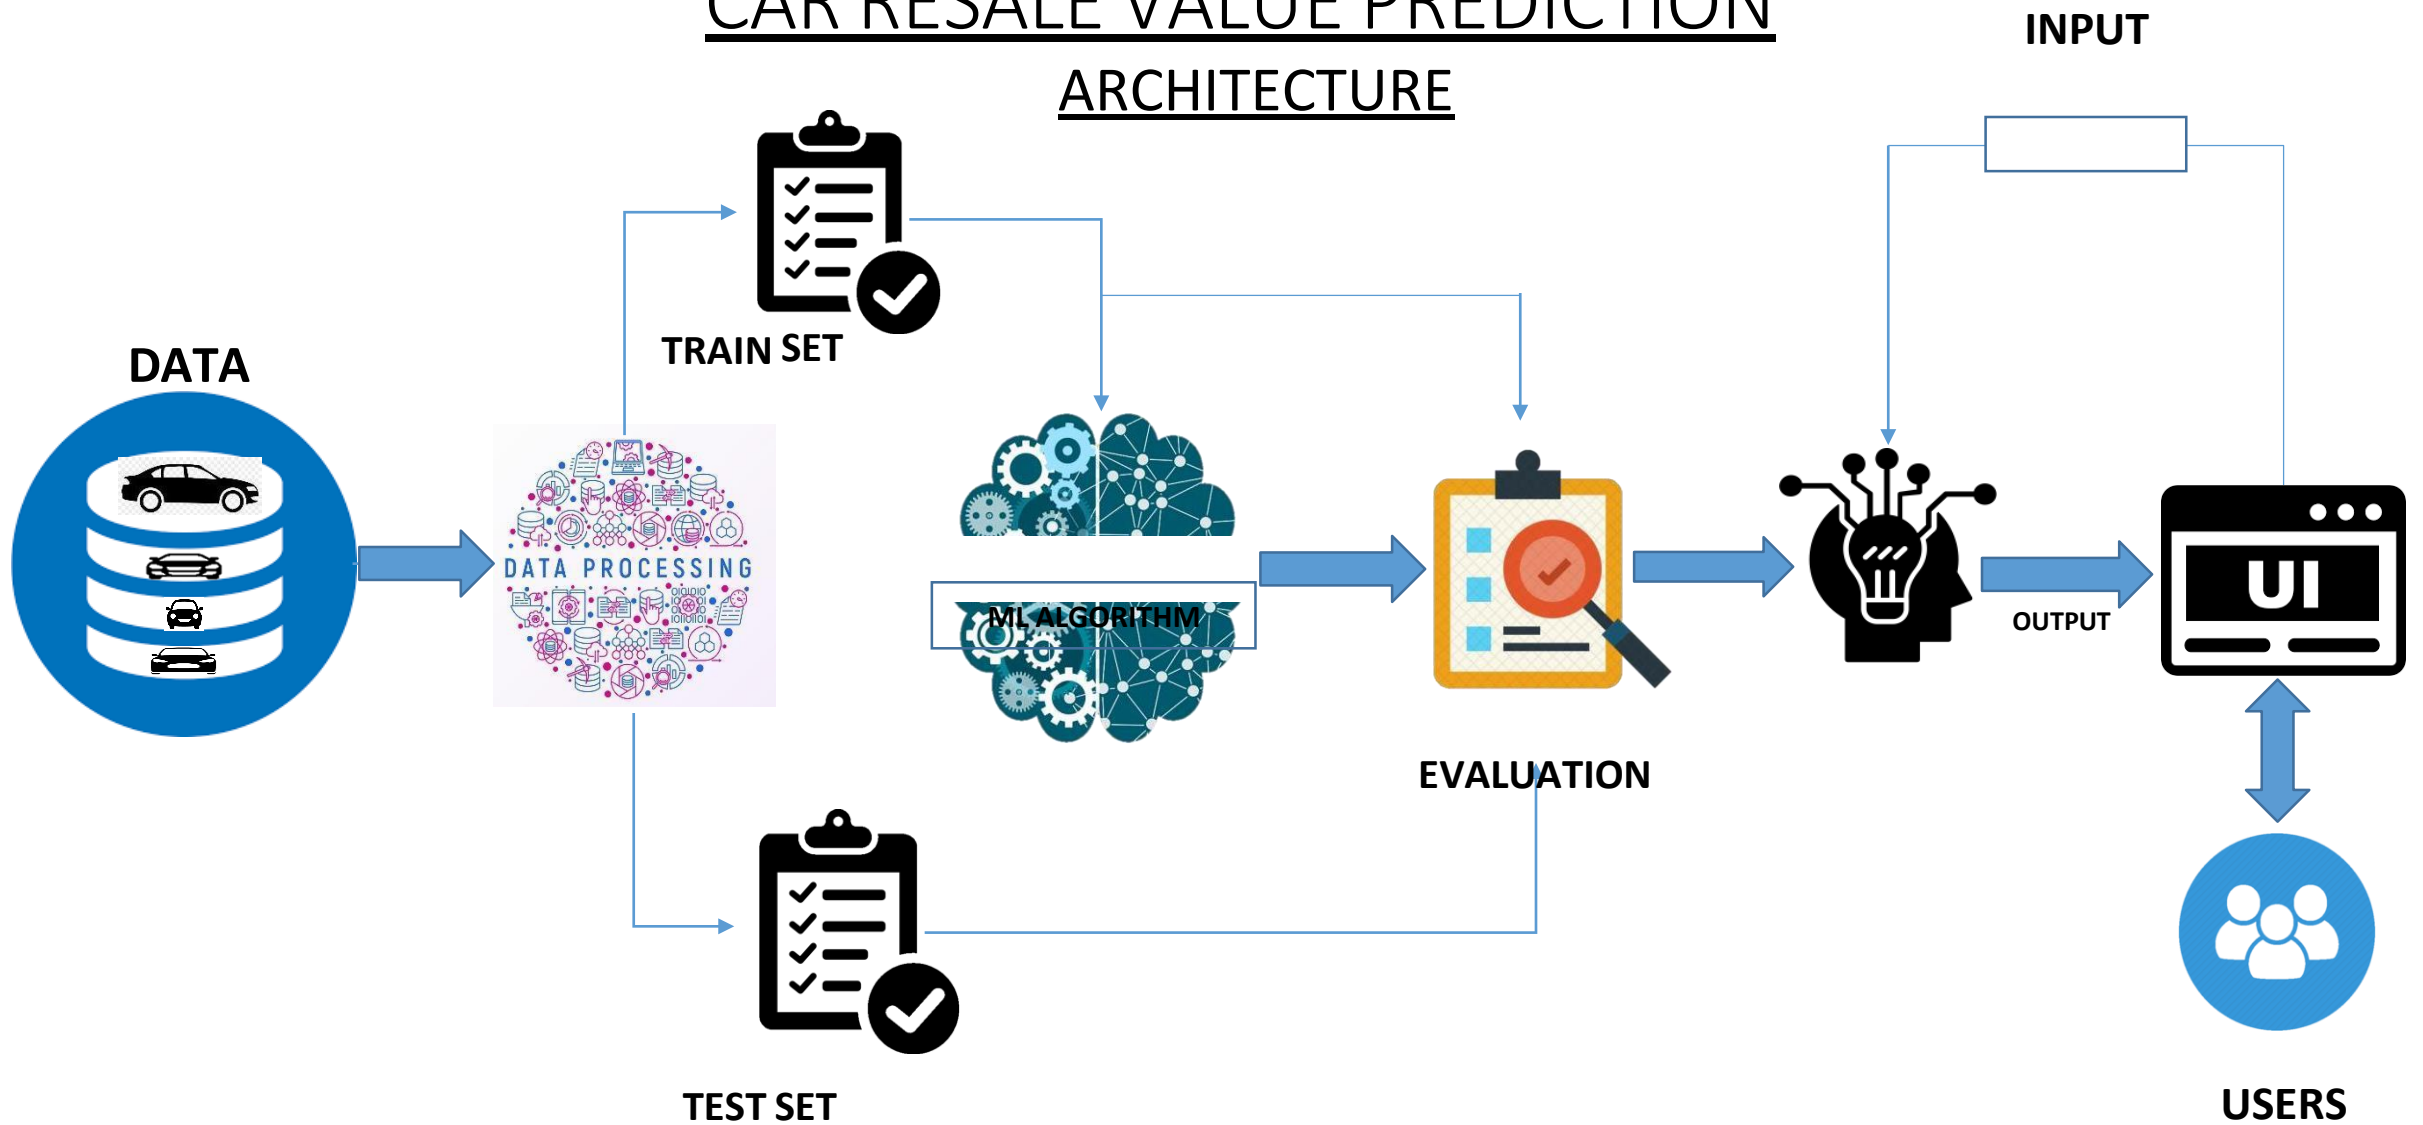 CAR RESALE VALUE PREDICTION
ARCHITECTURE
INPUT
TRAIN SET
DATA
DATA PROCESSING
ML ALGORITHM
UI
OUTPUT
EVALUATION
TEST SET
USERS